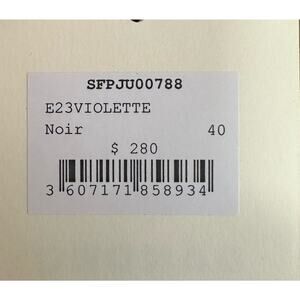 SFPJU00788
E23VIOLETTE
Noir 40
$ 280
3 607171 858934